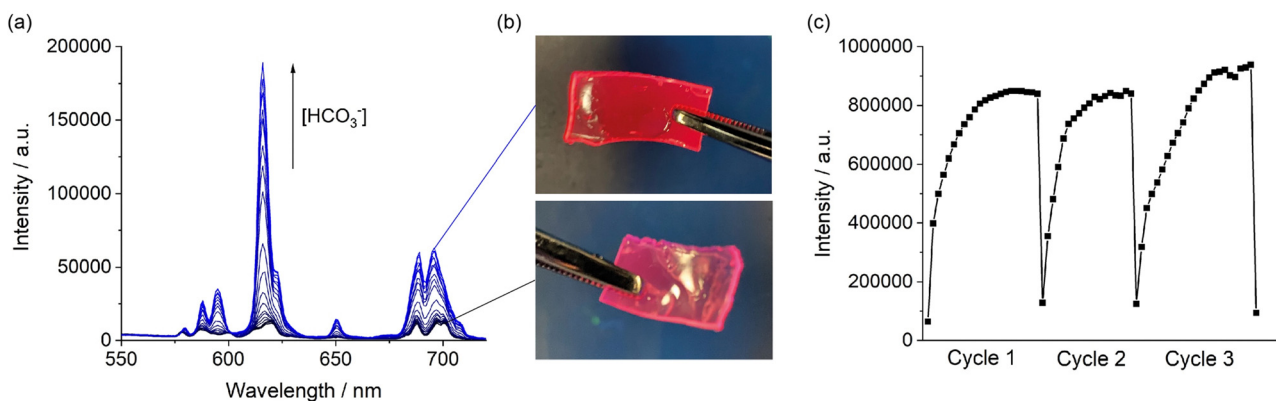 (a)
200000
150000
100000
50000
0
Intensity / a.u.
[HCO₃⁻]
550
600
650
700
Wavelength / nm
(b)
(c)
1000000
800000
600000
400000
200000
0
Intensity / a.u.
Cycle 1
Cycle 2
Cycle 3